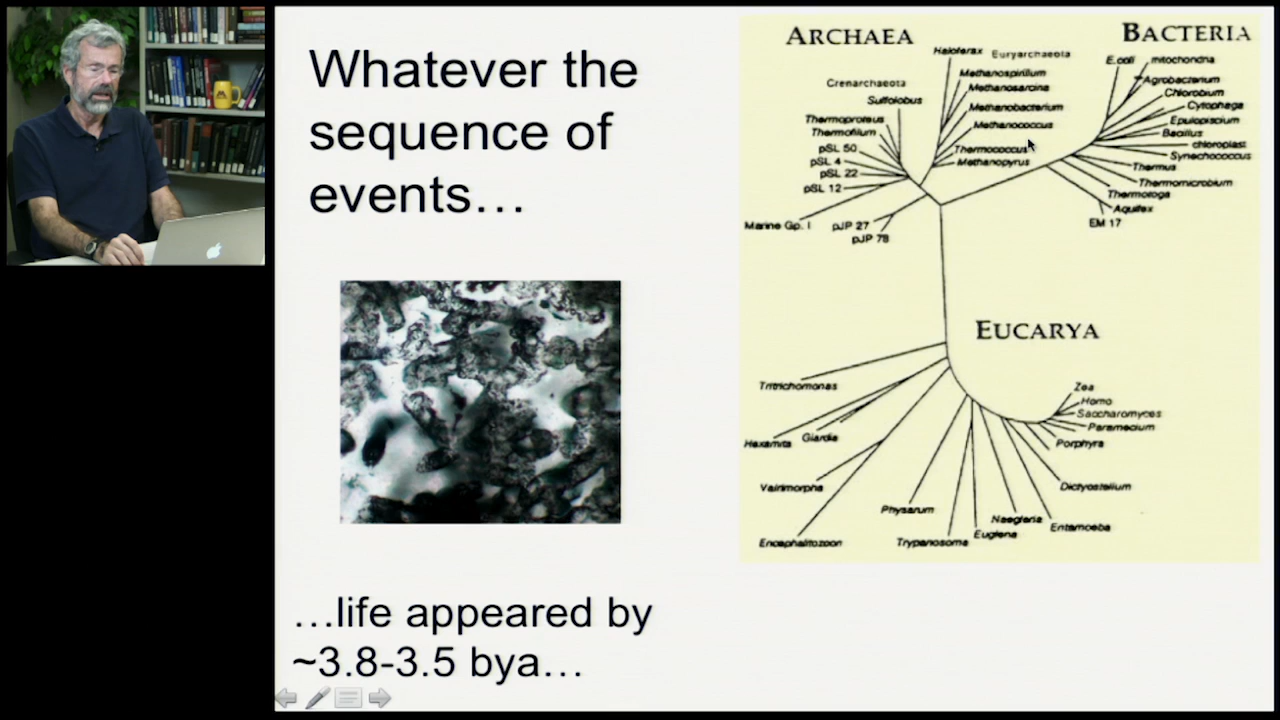 Whatever the
sequence of
events…
…life appeared by
~3.8-3.5 bya…
ARCHAEA
BACTERIA
Haloferax
Euryarchaeota
E.coli
mitochondria
Crenarchaeota
Methanospirillum
Agrobacterium
Sulfolobus
Methanosarcina
Chlorobium
Methanobacterium
Cytophaga
Thermoproteus
Methanococcus
Epulopiscium
Thermofilum
Bacillus
pSL 50
Thermococcus
chloroplast
pSL 4
Methanopyrus
Synechococcus
pSL 22
Thermus
pSL 12
Thermomicrobium
Thermotoga
Marine Gp. I
pJP 27
Aquifex
pJP 78
EM 17
EUCARYA
Tritrichomonas
Zea
Homo
Saccharomyces
Paramecium
Hexamita
Giardia
Porphyra
Vairimorpha
Dictyostelium
Physarum
Naegleria
Entamoeba
Encephalitozoon
Trypanosoma
Euglena